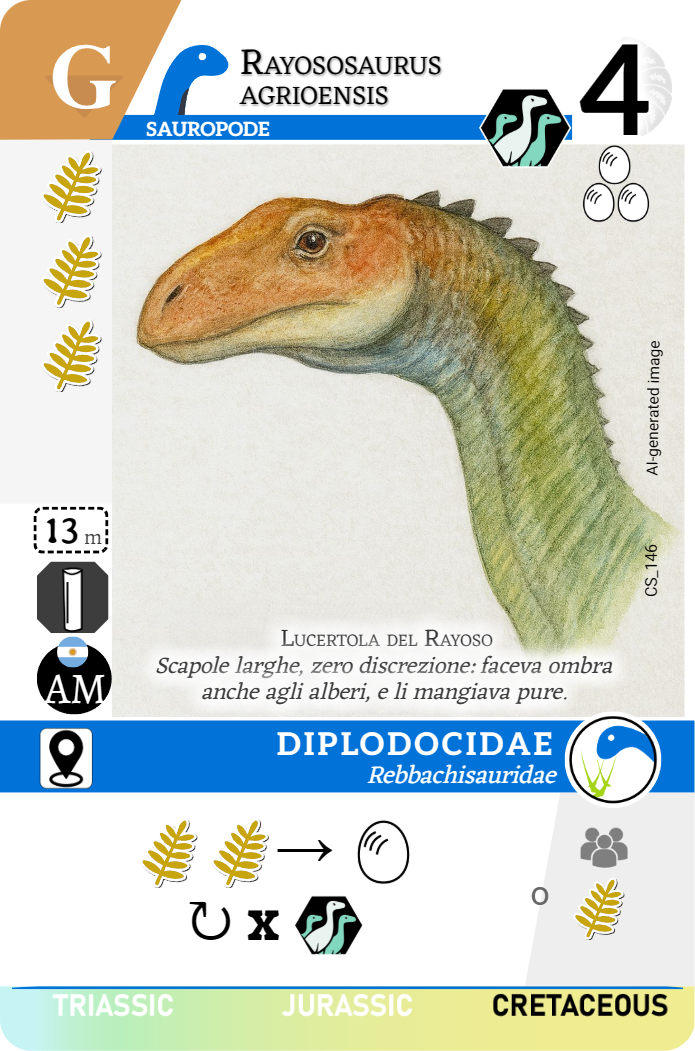 G
Rayososaurus
agrioensis
4
SAUROPODE
AI-generated image
CS_146
13 m
AM
Lucertola del Rayoso
Scapole larghe, zero discrezione: faceva ombra
anche agli alberi, e li mangiava pure.
DIPLODOCIDAE
Rebbachisauridae
x
o
TRIASSIC JURASSIC CRETACEOUS